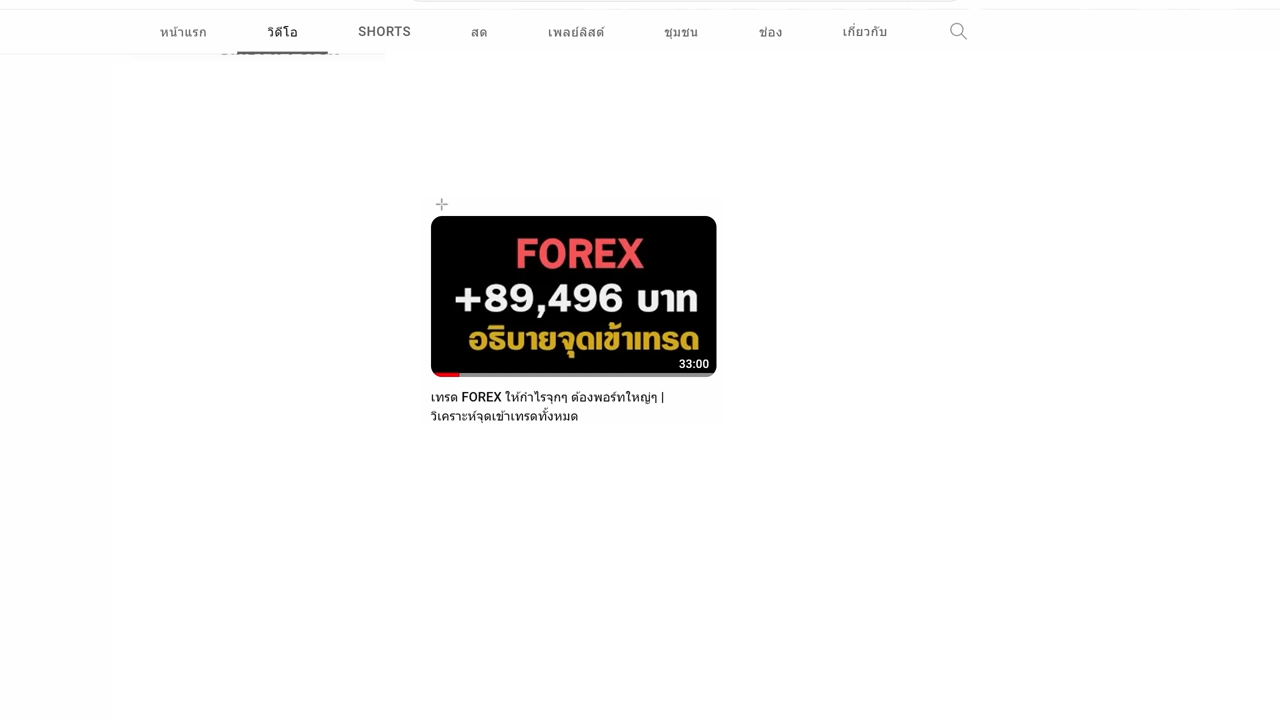 หน้าแรก วิดีโอ SHORTS สด เพลย์ลิสต์ ชุมชน ช่อง เกี่ยวกับ
FOREX
+89,496 บาท
อธิบายจุดเข้าเทรด
33:00
เทรด FOREX ให้กำไรจุกๆ ต้องพอร์ทใหญ่ๆ |
วิเคราะห์จุดเข้าเทรดทั้งหมด